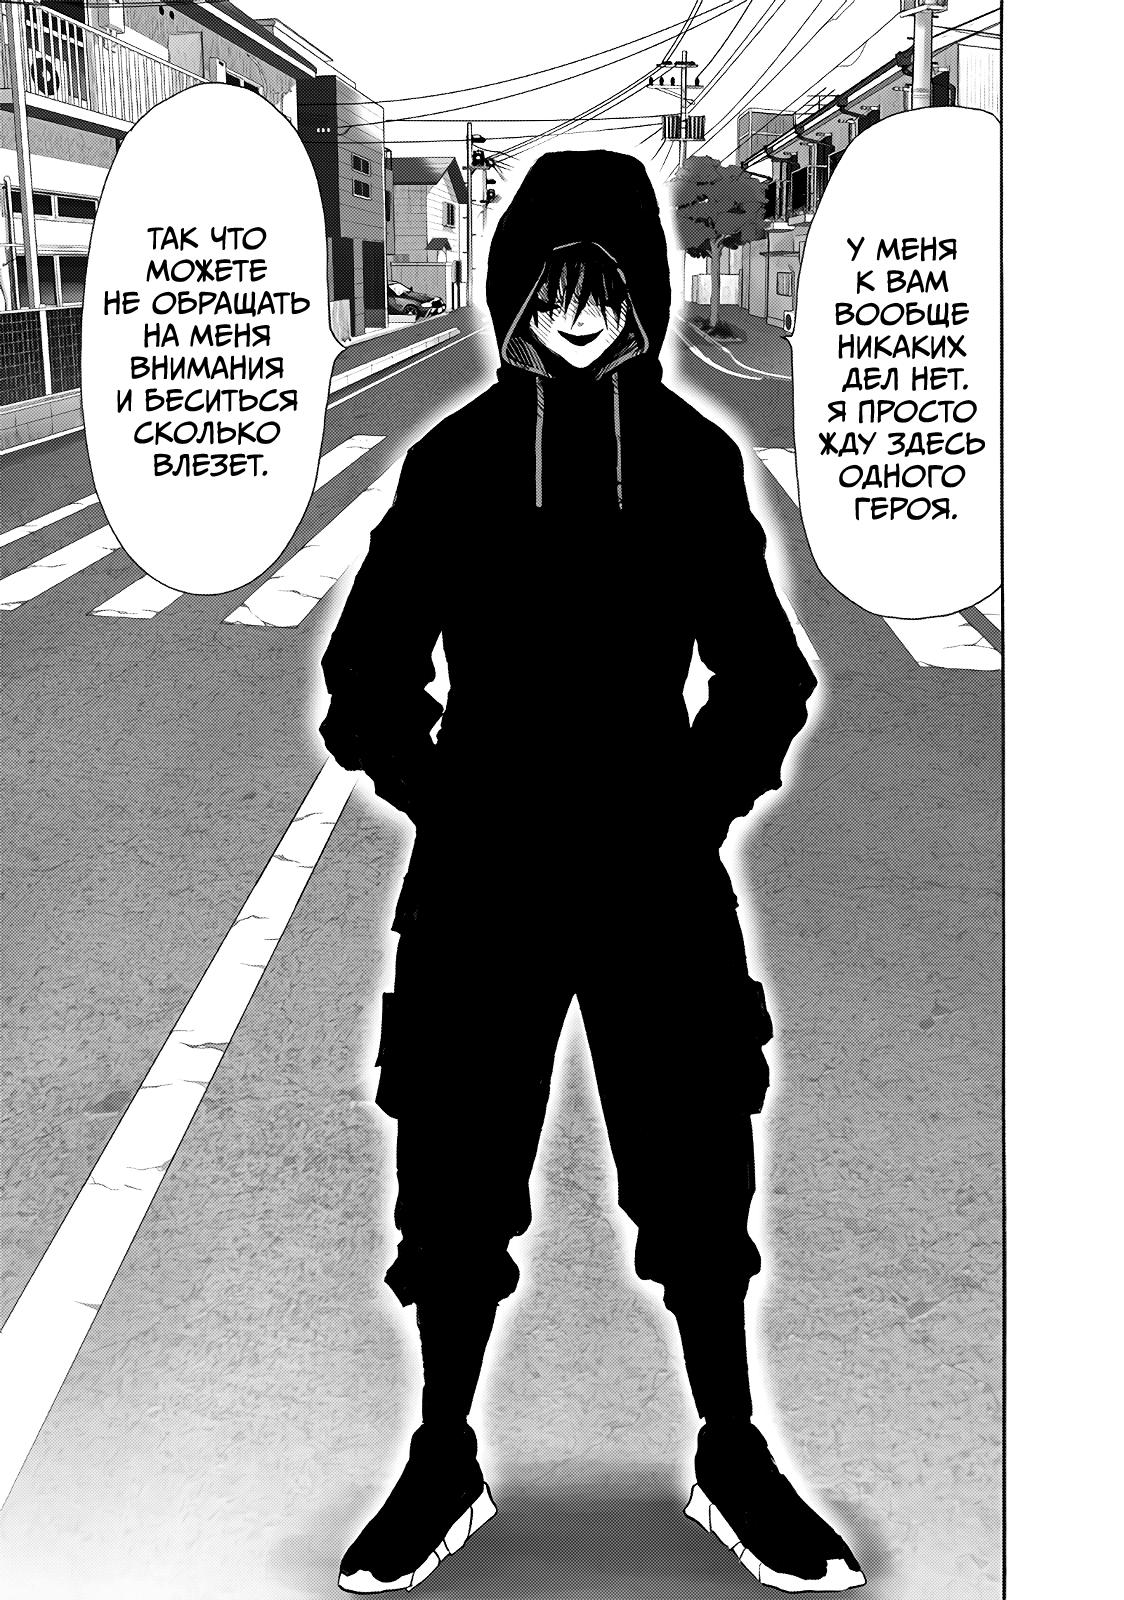 У МЕНЯ
К ВАМ
ВООБЩЕ
НИКАКИХ
ДЕЛ НЕТ.
Я ПРОСТО
ЖДУ ЗДЕСЬ
ОДНОГО
ГЕРОЯ.
ТАК ЧТО
МОЖЕТЕ
НЕ ОБРАЩАТЬ
НА МЕНЯ
ВНИМАНИЯ
И БЕСИТЬСЯ
СКОЛЬКО
ВЛЕЗЕТ.